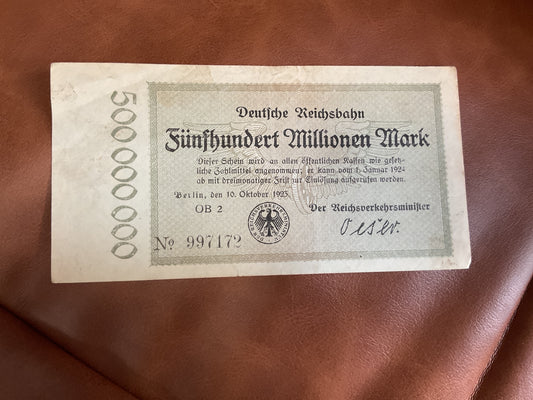 500000000
Deutsche Reichsbahn
Fünfhundert Millionen Mark
Dieser Schein wird an allen öffentlichen Kassen wie gesetz-
liche Zahlmittel angenommen; er kann vom 1. Januar 1924
ab mit dreimonatiger Frist zur Einlösung aufgerufen werden.
Berlin, den 10. Oktober 1923.
OB 2
Der Reichsverkehrsminister
Oeser.
No 997172